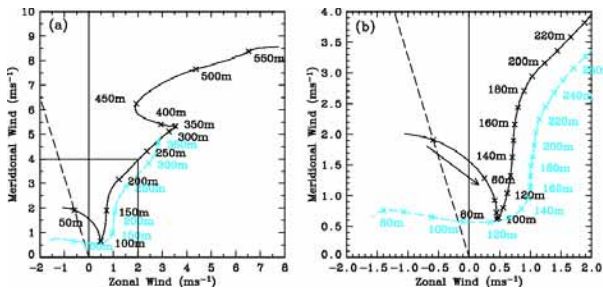 (a)
Meridional Wind (ms⁻¹)
10
9
8
7
6
5
4
3
2
1
0
550m
500m
450m
400m
350m
300m
250m
200m
150m
100m
50m
300m
200m
150m
-2 -1 0 1 2 3 4 5 6 7 8
Zonal Wind (ms⁻¹)
(b)
Meridional Wind (ms⁻¹)
4.0
3.5
3.0
2.5
2.0
1.5
1.0
0.5
0.0
220m
200m
180m
160m
140m
120m
100m
60m
240m
220m
200m
180m
160m
140m
120m
100m
80m
-2.0 -1.5 -1.0 -0.5 0.0 0.5 1.0 1.5 2.0
Zonal Wind (ms⁻¹)